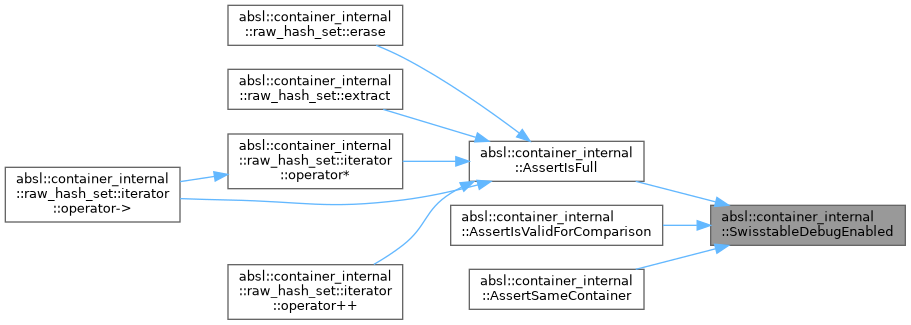 absl::container_internal
::raw_hash_set::erase
absl::container_internal
::raw_hash_set::extract
absl::container_internal
::raw_hash_set::iterator
::operator*
absl::container_internal
::raw_hash_set::iterator
::operator->
absl::container_internal
::raw_hash_set::iterator
::operator++
absl::container_internal
::AssertIsFull
absl::container_internal
::AssertIsValidForComparison
absl::container_internal
::AssertSameContainer
absl::container_internal
::SwisstableDebugEnabled